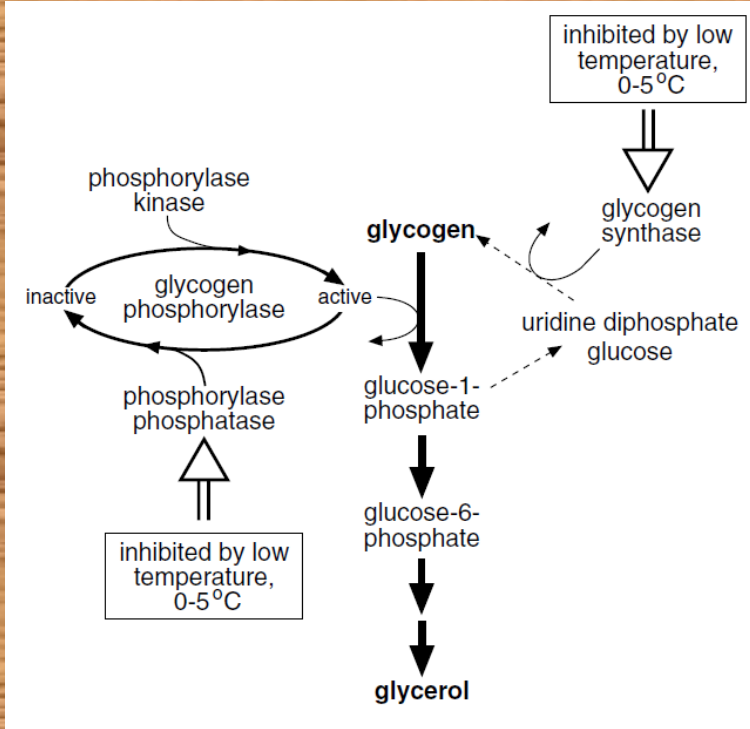 inhibited by low
temperature,
0-5°C
phosphorylase
kinase
glycogen
synthase
glycogen
inactive
glycogen
phosphorylase
active
uridine diphosphate
glucose
glucose-1-
phosphate
phosphorylase
phosphatase
glucose-6-
phosphate
inhibited by low
temperature,
0-5°C
glycerol